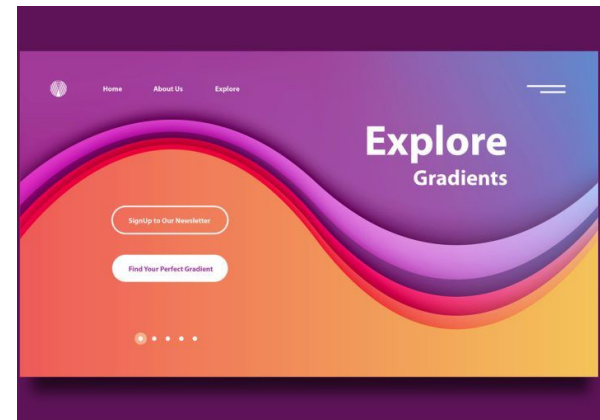 Home About Us Explore
Explore
Gradients
SignUp to Our Newsletter
Find Your Perfect Gradient